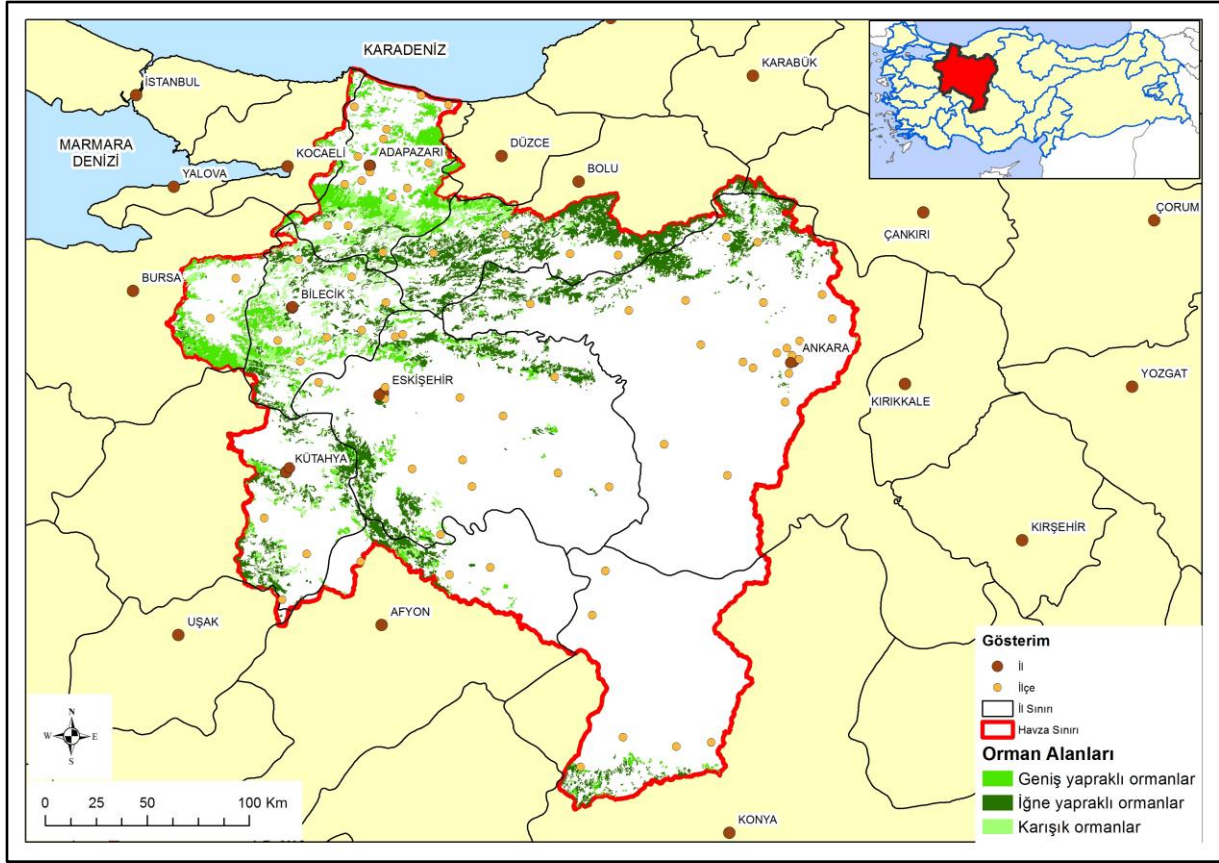 KARADENİZ
İSTANBUL
KARABÜK
MARMARA
DENİZİ
KOCAELİ
ADAPAZARI
DÜZCE
YALOVA
BOLU
ÇORUM
ÇANKIRI
BURSA
BİLECİK
ANKARA
ESKİŞEHİR
YOZGAT
KIRIKKALE
KÜTAHYA
KIRŞEHİR
UŞAK
AFYON
KONYA
N
W E
S
0 25 50 100 Km
Gösterim
İl
İlçe
İl Sınırı
Havza Sınırı
Orman Alanları
Geniş yapraklı ormanlar
İğne yapraklı ormanlar
Karışık ormanlar